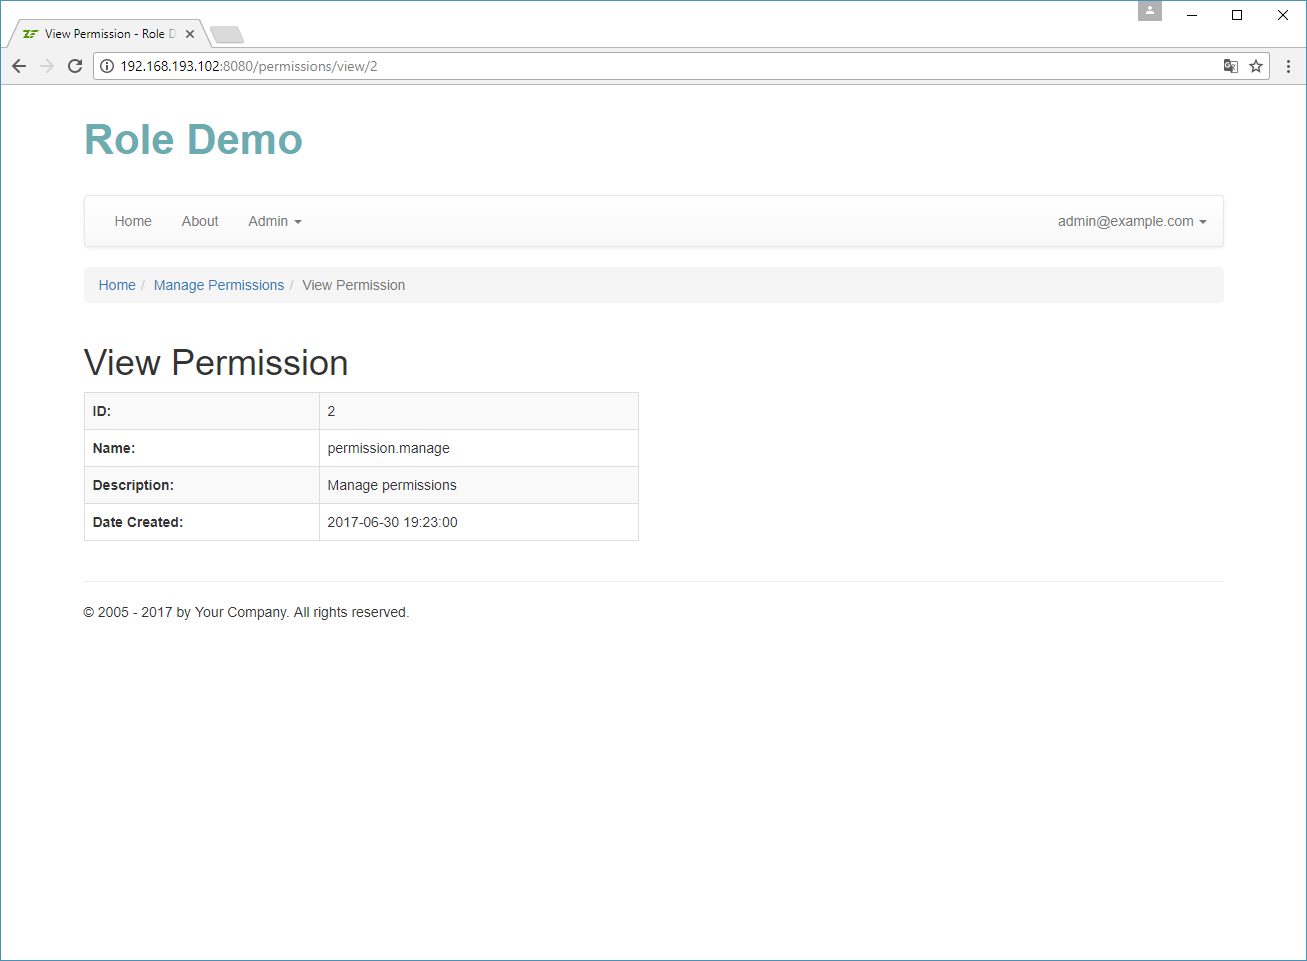 View Permission - Role D
192.168.193.102:8080/permissions/view/2
Role Demo
Home About Admin admin@example.com
Home / Manage Permissions / View Permission
View Permission
ID: 2
Name: permission.manage
Description: Manage permissions
Date Created: 2017-06-30 19:23:00
© 2005 - 2017 by Your Company. All rights reserved.